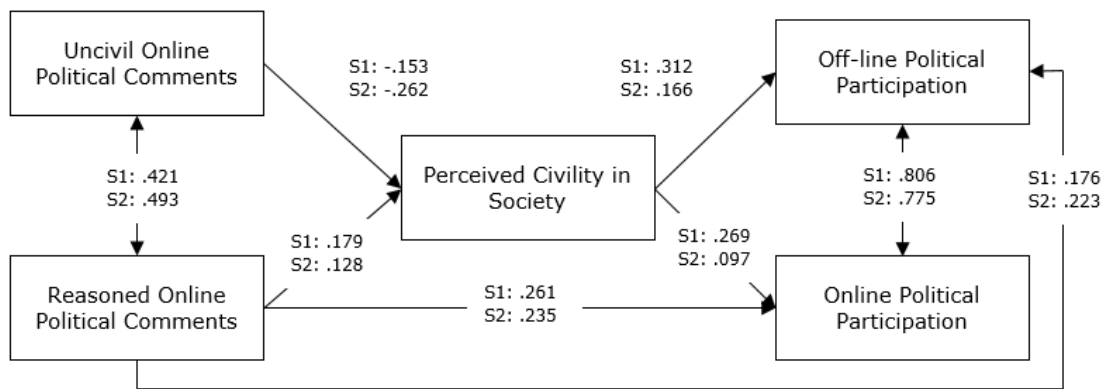 Uncivil Online
Political Comments
S1: -.153
S2: -.262
S1: .312
S2: .166
Off-line Political
Participation
S1: .421
S2: .493
Perceived Civility in
Society
S1: .806
S2: .775
S1: .176
S2: .223
S1: .179
S2: .128
S1: .269
S2: .097
Reasoned Online
Political Comments
S1: .261
S2: .235
Online Political
Participation